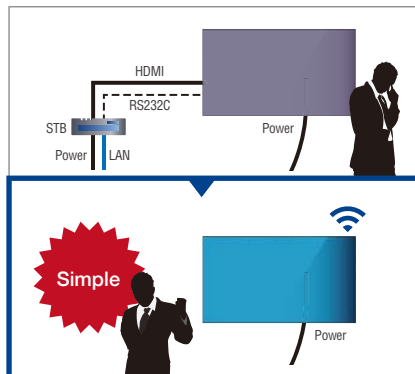 HDMI
RS232C
STB
Power
LAN
Power
Simple
Power